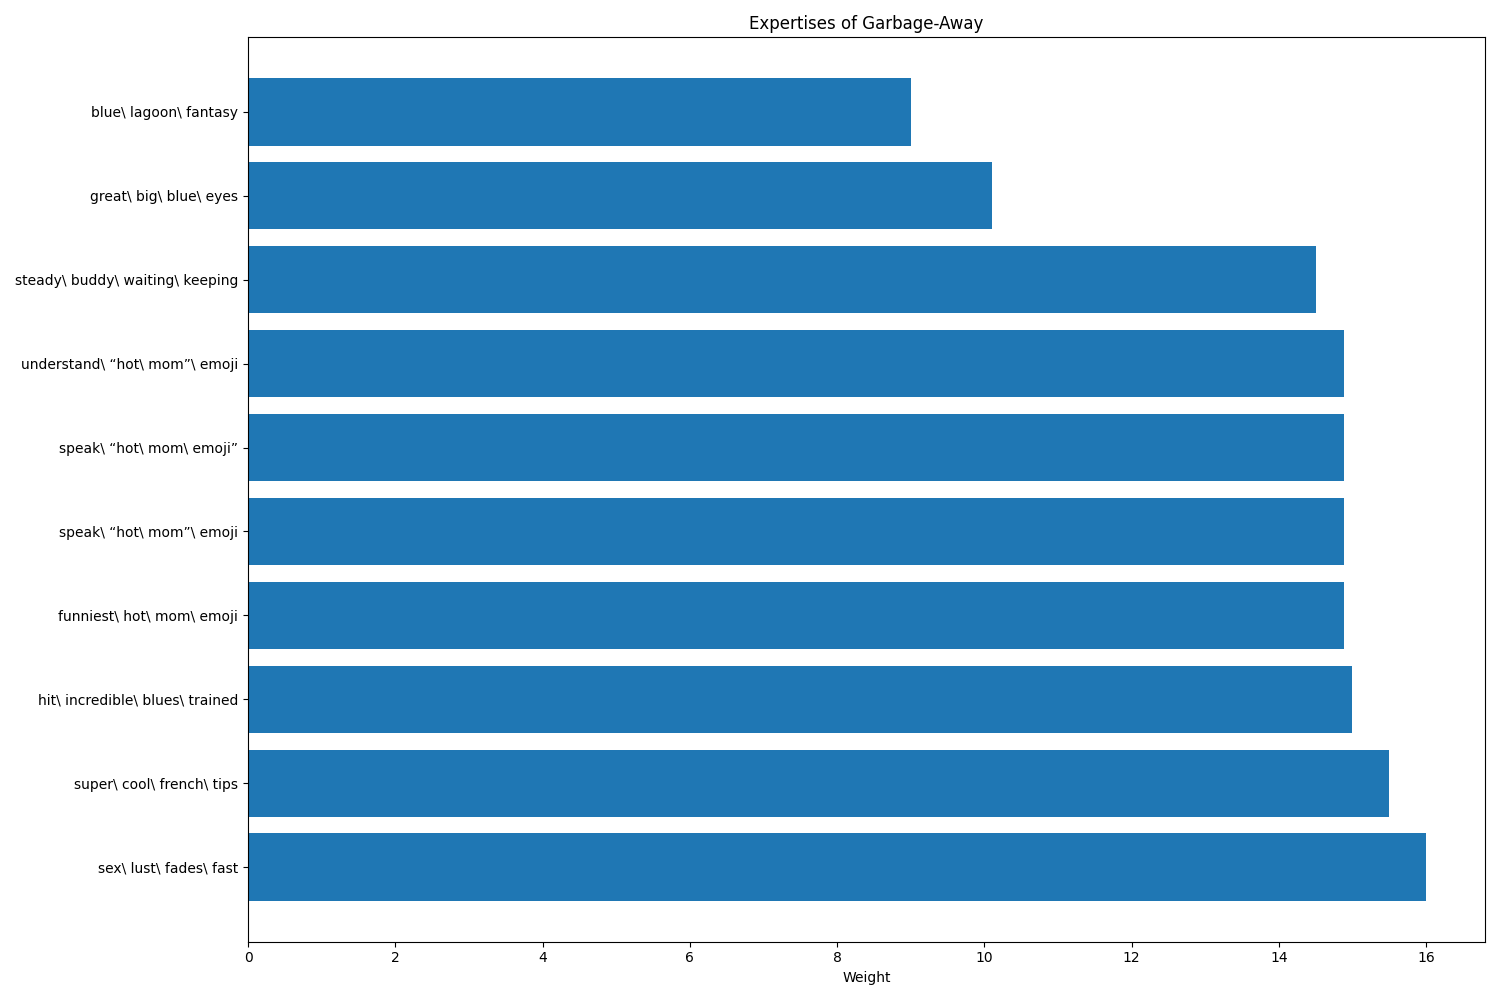 Expertises of Garbage-Away
blue\ lagoon\ fantasy
great\ big\ blue\ eyes
steady\ buddy\ waiting\ keeping
understand\ “hot\ mom”\ emoji
speak\ “hot\ mom\ emoji”
speak\ “hot\ mom”\ emoji
funniest\ hot\ mom\ emoji
hit\ incredible\ blues\ trained
super\ cool\ french\ tips
sex\ lust\ fades\ fast
0 2 4 6 8 10 12 14 16
Weight